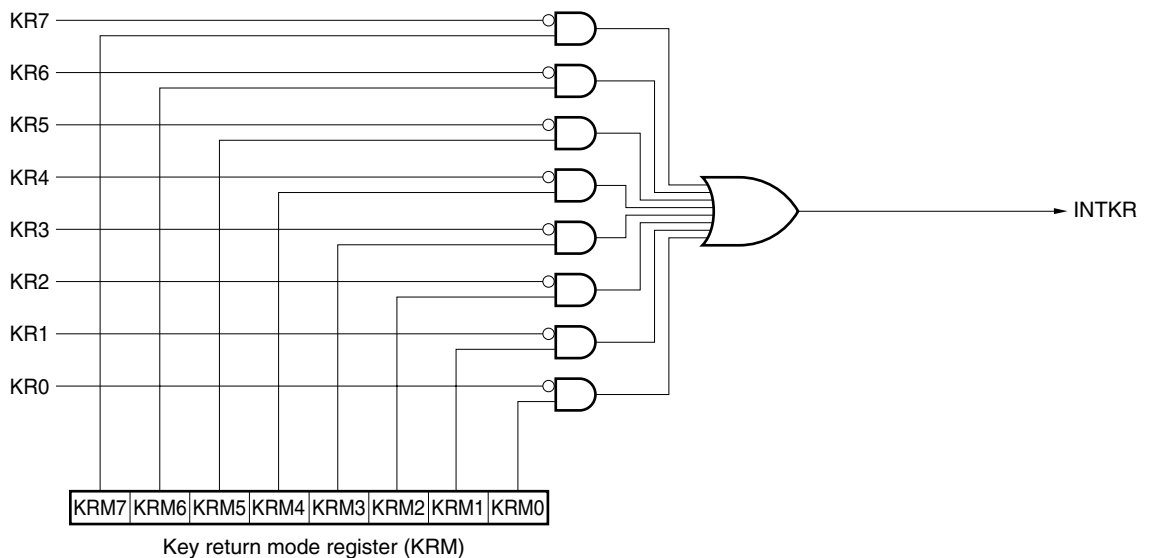 KR7
KR6
KR5
KR4
KR3
INTKR
KR2
KR1
KR0
KRM7 KRM6 KRM5 KRM4 KRM3 KRM2 KRM1 KRM0
Key return mode register (KRM)